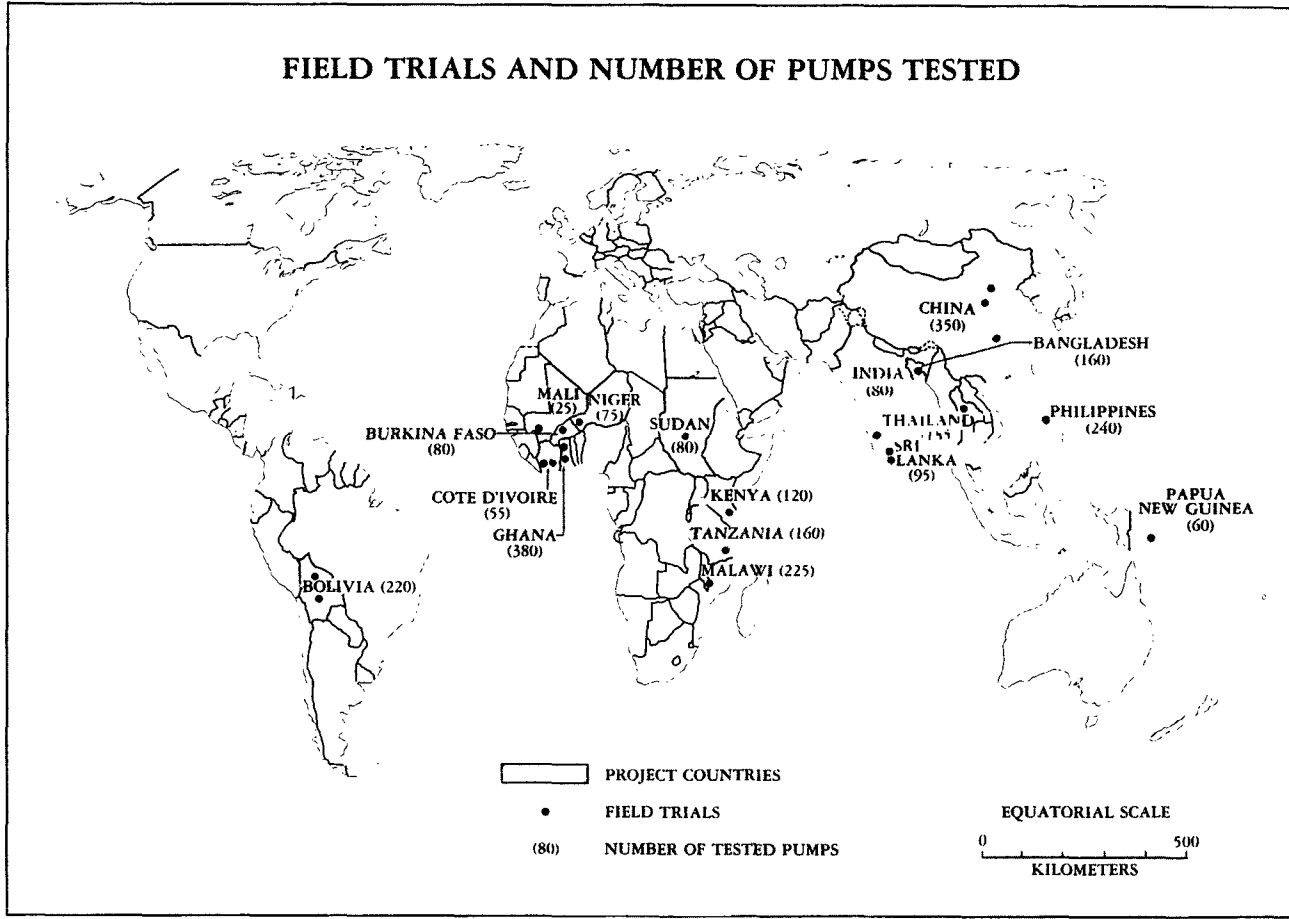 FIELD TRIALS AND NUMBER OF PUMPS TESTED
CHINA
(350)
BANGLADESH
(160)
INDIA
(80)
MALI
(25)
NIGER
(75)
SUDAN
(80)
THAILAND
PHILIPPINES
(240)
BURKINA FASO
(80)
SRI
LANKA
(95)
COTE D'IVOIRE
(55)
KENYA (120)
PAPUA
NEW GUINEA
(60)
GHANA
(380)
TANZANIA (160)
MALAWI (225)
BOLIVIA (220)
PROJECT COUNTRIES
FIELD TRIALS
(80) NUMBER OF TESTED PUMPS
EQUATORIAL SCALE
0 500
KILOMETERS